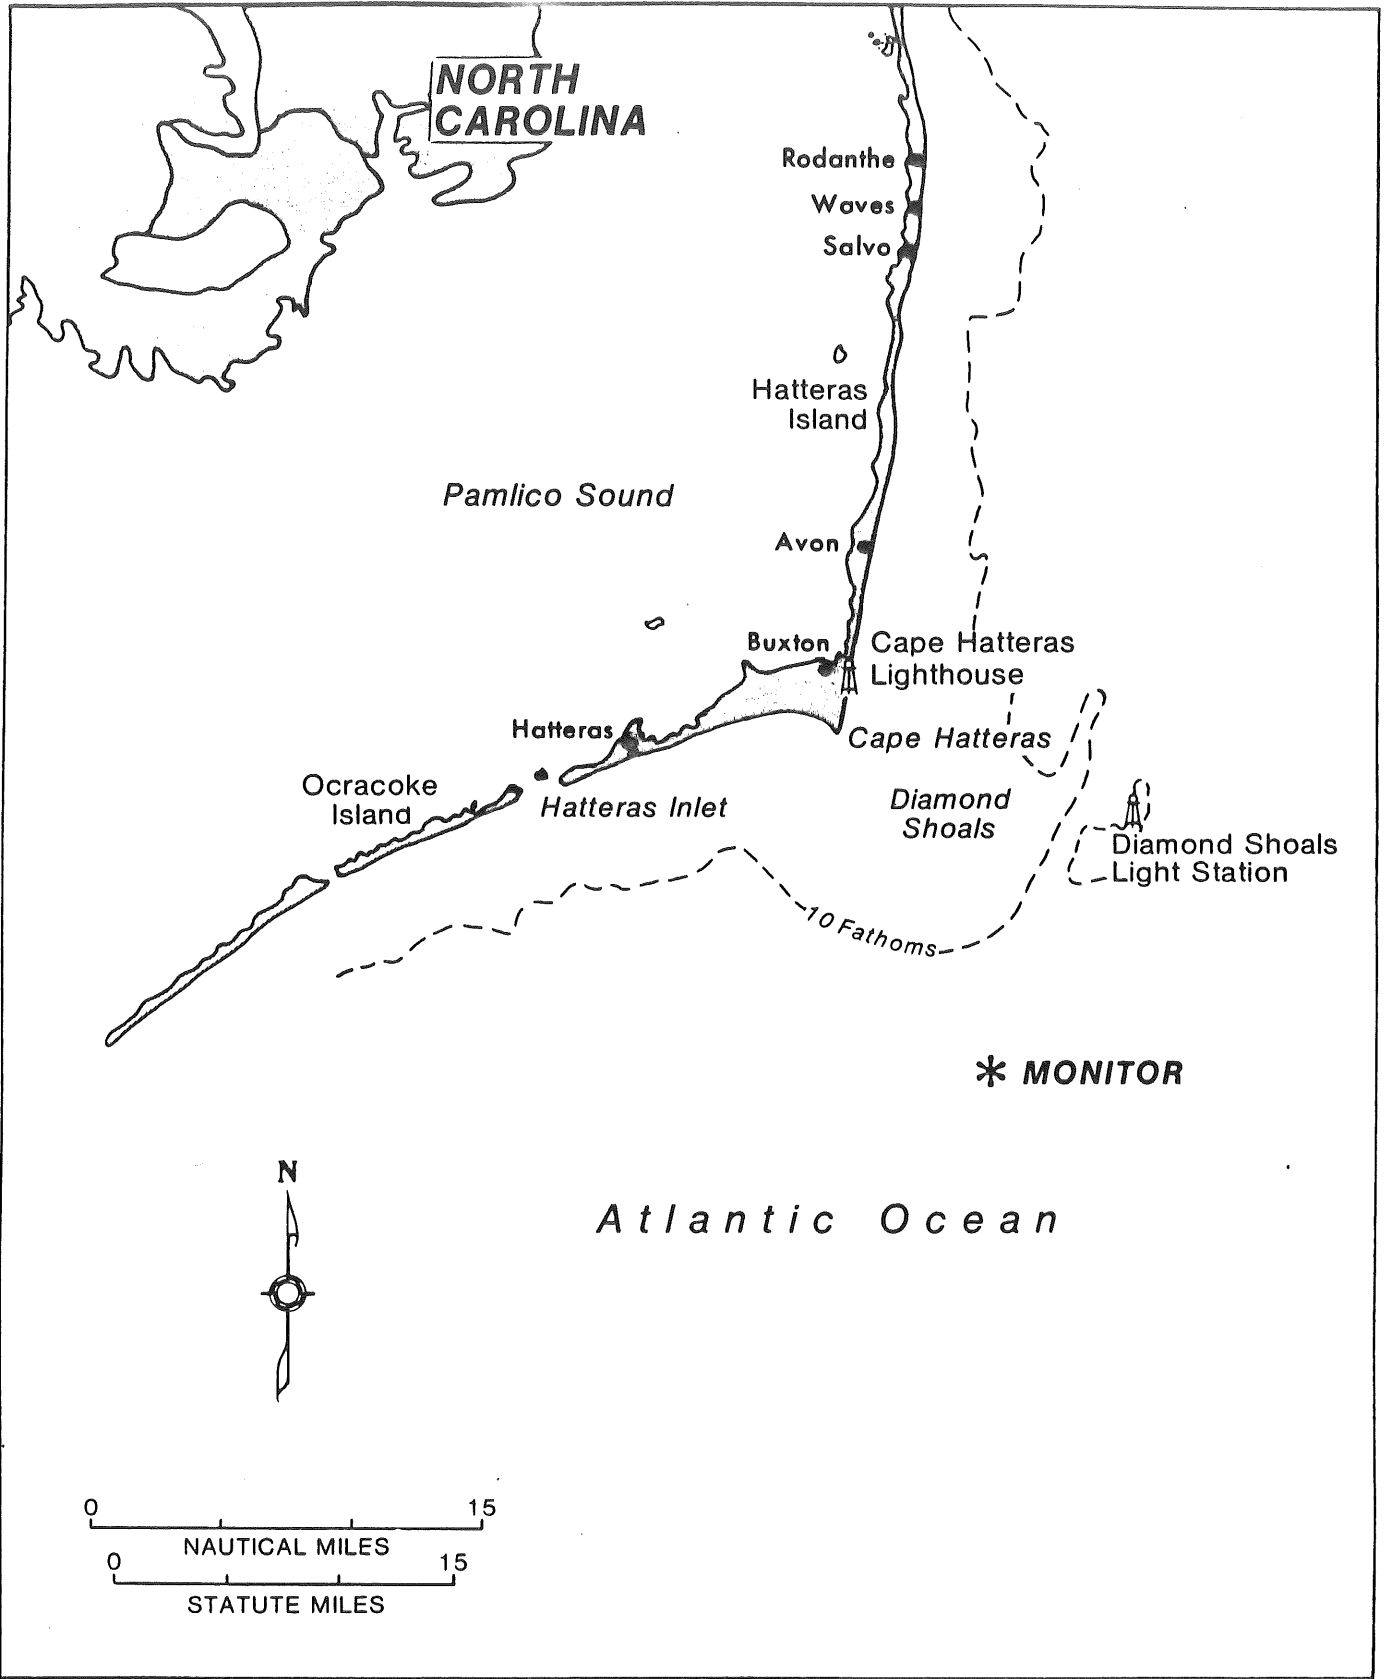 NORTH
CAROLINA
Rodanthe
Waves
Salvo
Hatteras
Island
Pamlico Sound
Avon
Buxton
Cape Hatteras
Lighthouse
Hatteras
Cape Hatteras
Ocracoke
Island
Hatteras Inlet
Diamond
Shoals
Diamond Shoals
Light Station
10 Fathoms
MONITOR
N
Atlantic Ocean
0 15
NAUTICAL MILES
0 15
STATUTE MILES